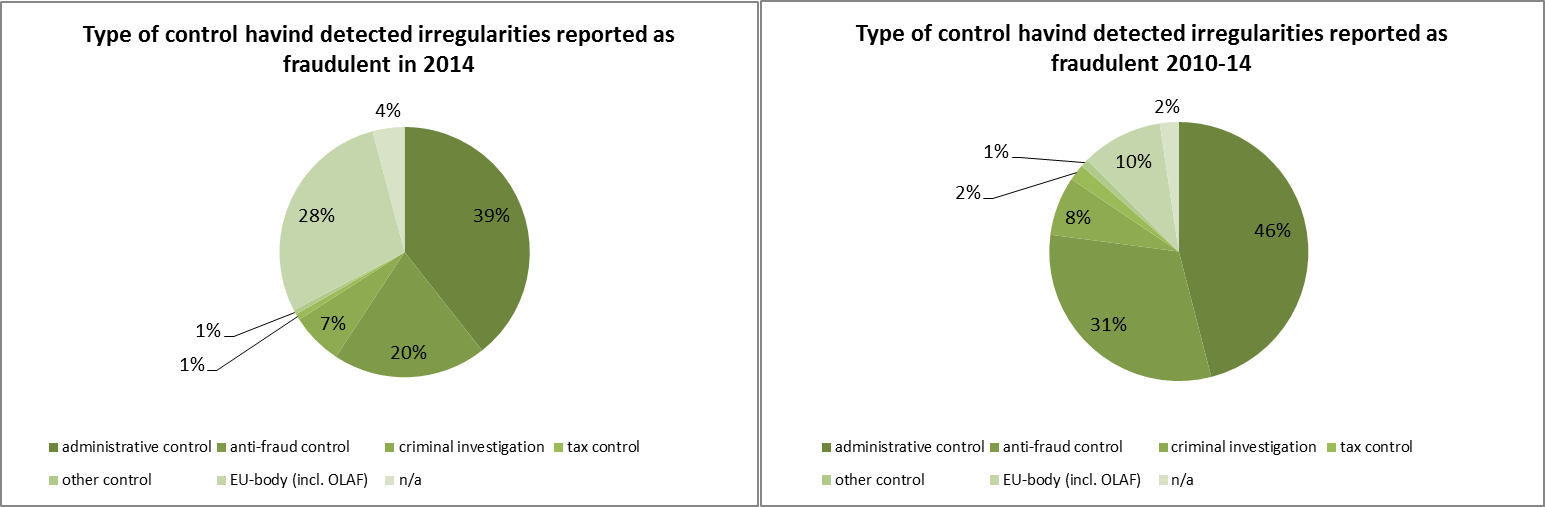 Type of control havind detected irregularities reported as
fraudulent in 2014
4%
39%
28%
1%
7%
1%
20%
administrative control anti-fraud control criminal investigation tax control
other control EU-body (incl. OLAF) n/a
Type of control havind detected irregularities reported as
fraudulent 2010-14
2%
1%
10%
2%
8%
46%
31%
administrative control anti-fraud control criminal investigation tax control
other control EU-body (incl. OLAF) n/a